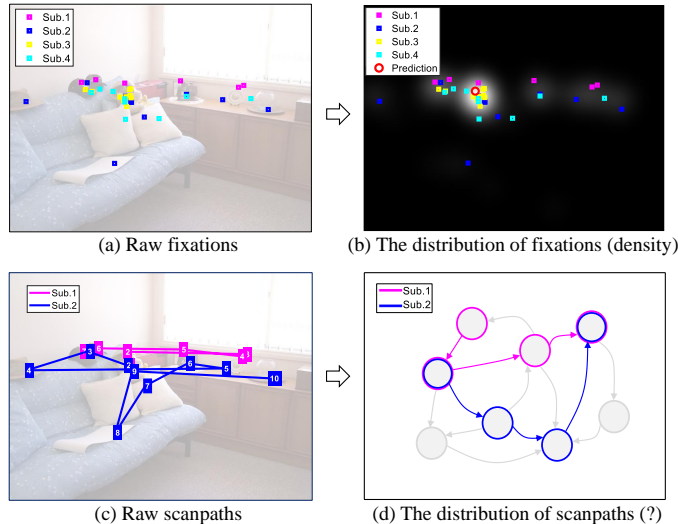 Sub.1
Sub.2
Sub.3
Sub.4
(a) Raw fixations
Sub.1
Sub.2
Sub.3
Sub.4
Prediction
(b) The distribution of fixations (density)
Sub.1
Sub.2
3
6
2
5
4
4
2
9
6
5
7
10
8
(c) Raw scanpaths
Sub.1
Sub.2
(d) The distribution of scanpaths (?)